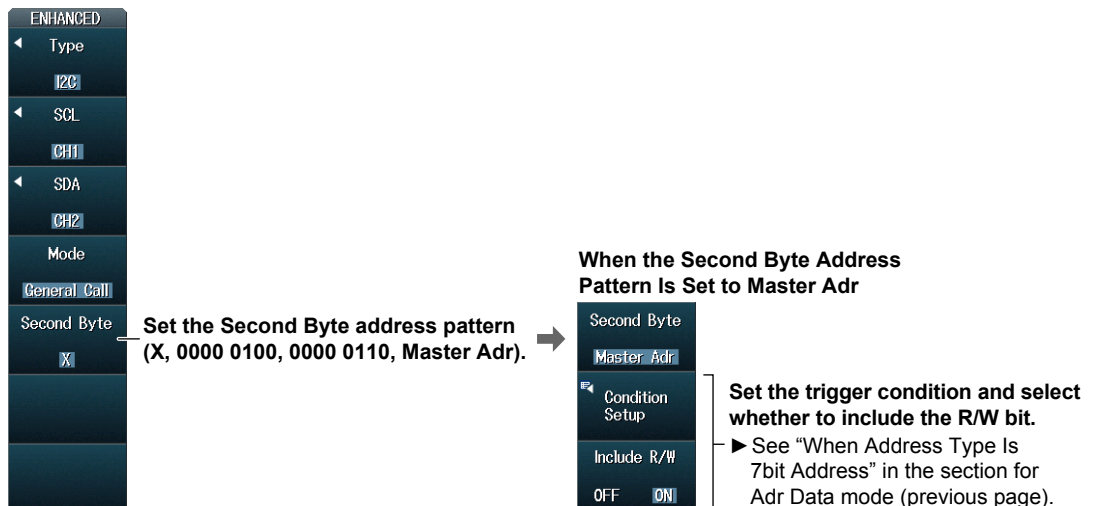 ENHANCED
Type
I2C
SCL
CH1
SDA
CH2
Mode
General Call
Second Byte
X
Set the Second Byte address pattern
(X, 0000 0100, 0000 0110, Master Adr).
When the Second Byte Address
Pattern Is Set to Master Adr
Second Byte
Master Adr
Condition
Setup
Include R/W
OFF ON
Set the trigger condition and select
whether to include the R/W bit.
► See “When Address Type Is
7bit Address” in the section for
Adr Data mode (previous page).